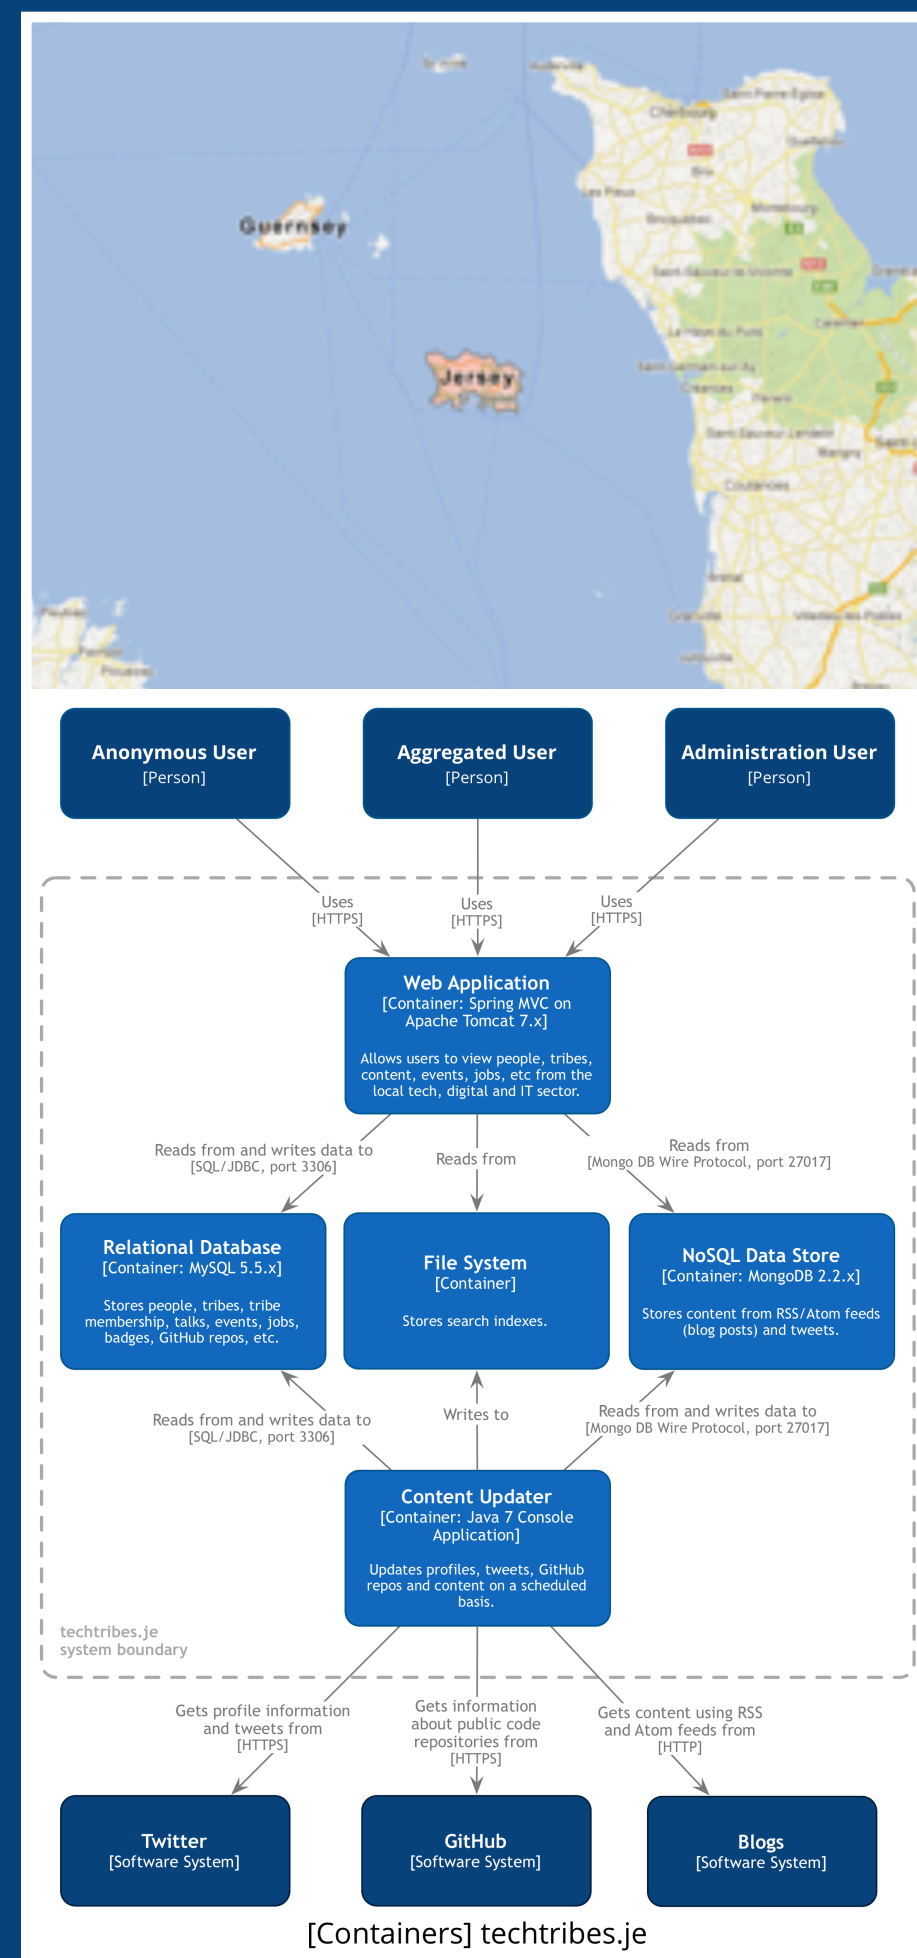 Guernsey
Cherbourg
Jersey
Coutances
Granville
Anonymous User
[Person]
Aggregated User
[Person]
Administration User
[Person]
Uses
[HTTPS]
Uses
[HTTPS]
Uses
[HTTPS]
Web Application
[Container: Spring MVC on
Apache Tomcat 7.x]
Allows users to view people, tribes,
content, events, jobs, etc from the
local tech, digital and IT sector.
Reads from and writes data to
[SQL/JDBC, port 3306]
Reads from
Reads from
[Mongo DB Wire Protocol, port 27017]
Relational Database
[Container: MySQL 5.5.x]
Stores people, tribes, tribe
membership, talks, events, jobs,
badges, GitHub repos, etc.
File System
[Container]
Stores search indexes.
NoSQL Data Store
[Container: MongoDB 2.2.x]
Stores content from RSS/Atom feeds
(blog posts) and tweets.
Reads from and writes data to
[SQL/JDBC, port 3306]
Writes to
Reads from and writes data to
[Mongo DB Wire Protocol, port 27017]
Content Updater
[Container: Java 7 Console
Application]
Updates profiles, tweets, GitHub
repos and content on a scheduled
basis.
techtribes.je
system boundary
Gets profile information
and tweets from
[HTTPS]
Gets information
about public code
repositories from
[HTTPS]
Gets content using RSS
and Atom feeds from
[HTTP]
Twitter
[Software System]
GitHub
[Software System]
Blogs
[Software System]
[Containers] techtribes.je